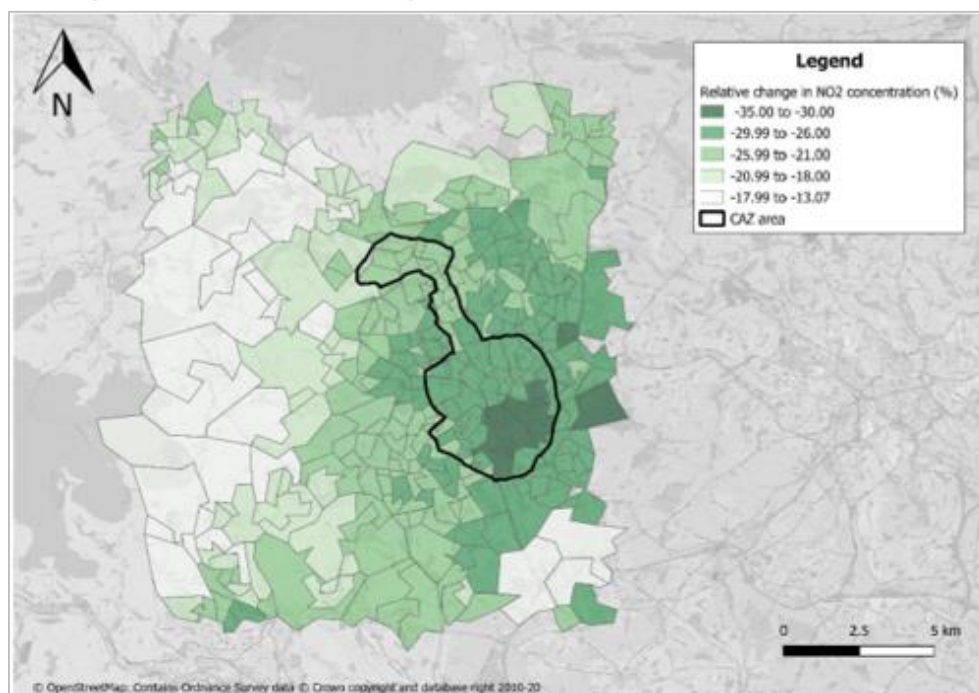 N
Legend
Relative change in NO2 concentration (%)
-35.00 to -30.00
-29.99 to -26.00
-25.99 to -21.00
-20.99 to -18.00
-17.99 to -13.07
CAZ area
0 2.5 5 km
© OpenStreetMap: Contains Ordnance Survey data © Crown copyright and database right 2010-20